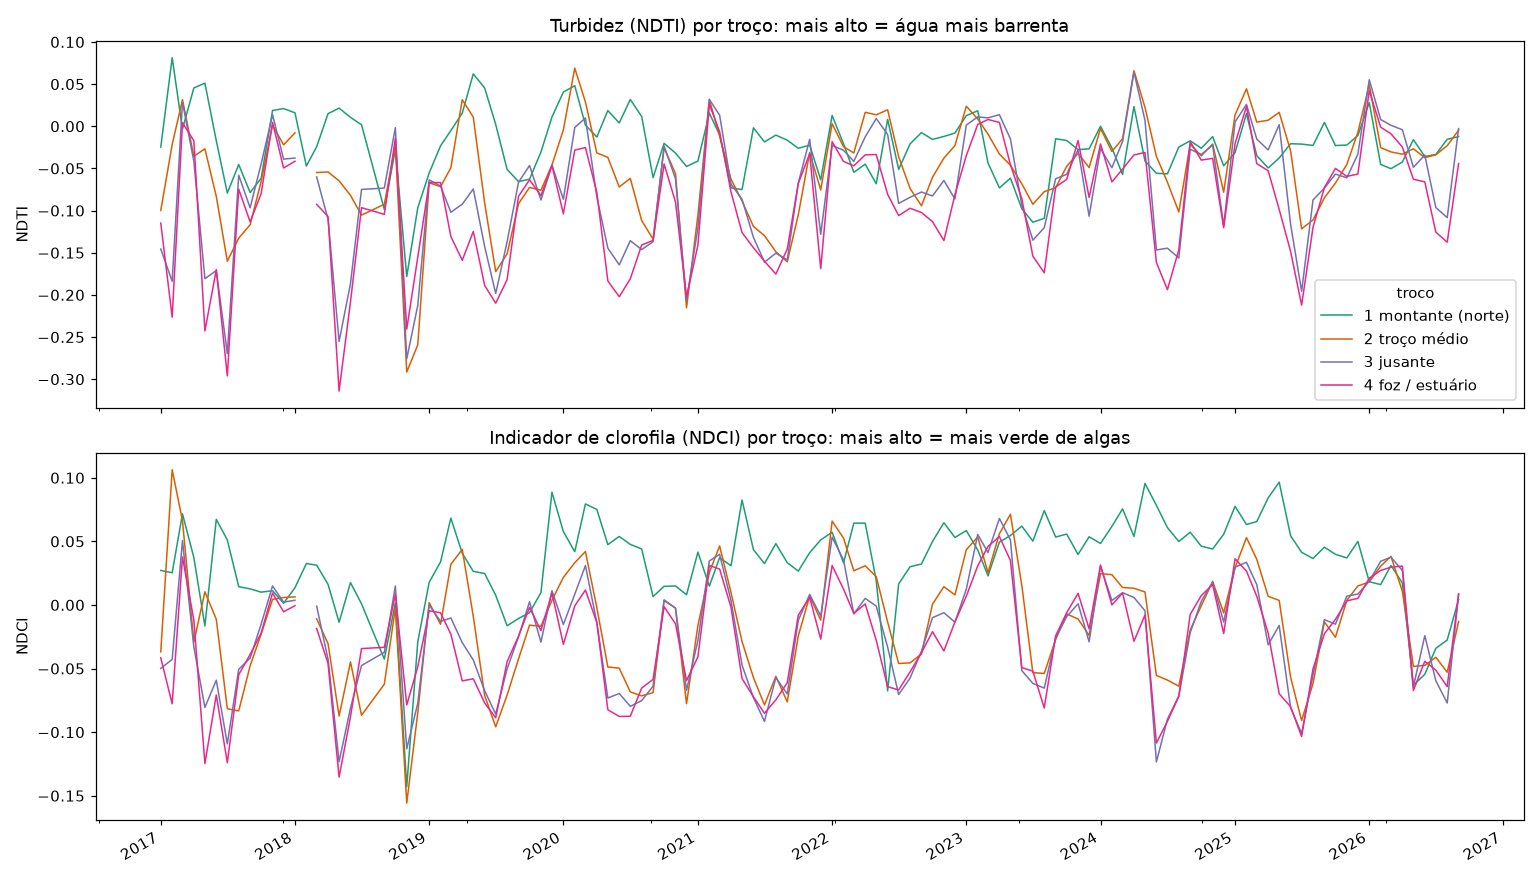 Turbidez (NDTI) por troço: mais alto = água mais barrenta
0.10
0.05
0.00
−0.05
−0.10
−0.15
−0.20
−0.25
−0.30
NDTI
troco
1 montante (norte)
2 troço médio
3 jusante
4 foz / estuário
Indicador de clorofila (NDCI) por troço: mais alto = mais verde de algas
0.10
0.05
0.00
−0.05
−0.10
−0.15
NDCI
2017 2018 2019 2020 2021 2022 2023 2024 2025 2026 2027